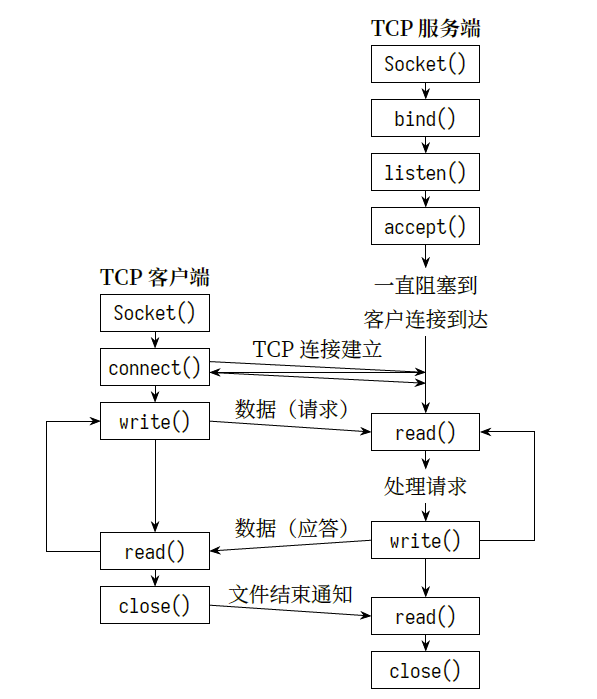 TCP 服务端
Socket()
bind()
listen()
accept()
一直阻塞到
客户连接到达
TCP 客户端
Socket()
connect()
TCP 连接建立
write()
数据（请求）
read()
处理请求
数据（应答）
write()
read()
close()
文件结束通知
read()
close()